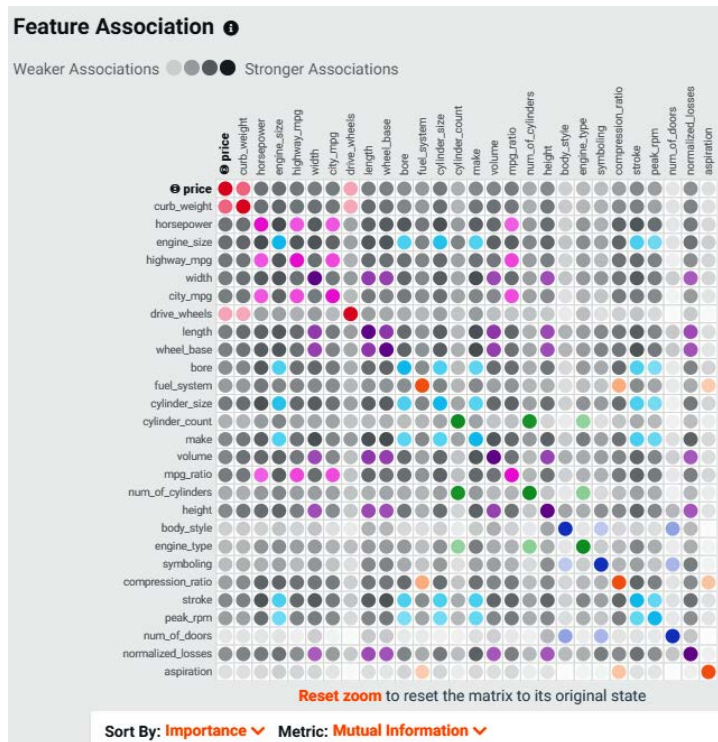 Feature Association
Weaker Associations Stronger Associations
price curb_weight horsepower engine_size highway_mpg width city_mpg drive_wheels length wheel_base bore fuel_system cylinder_size cylinder_count make volume mpg_ratio num_of_cylinders height body_style engine_type symboling compression_ratio stroke peak_rpm num_of_doors normalized_losses aspiration
price
curb_weight
horsepower
engine_size
highway_mpg
width
city_mpg
drive_wheels
length
wheel_base
bore
fuel_system
cylinder_size
cylinder_count
make
volume
mpg_ratio
num_of_cylinders
height
body_style
engine_type
symboling
compression_ratio
stroke
peak_rpm
num_of_doors
normalized_losses
aspiration
Reset zoom to reset the matrix to its original state
Sort By: Importance Metric: Mutual Information